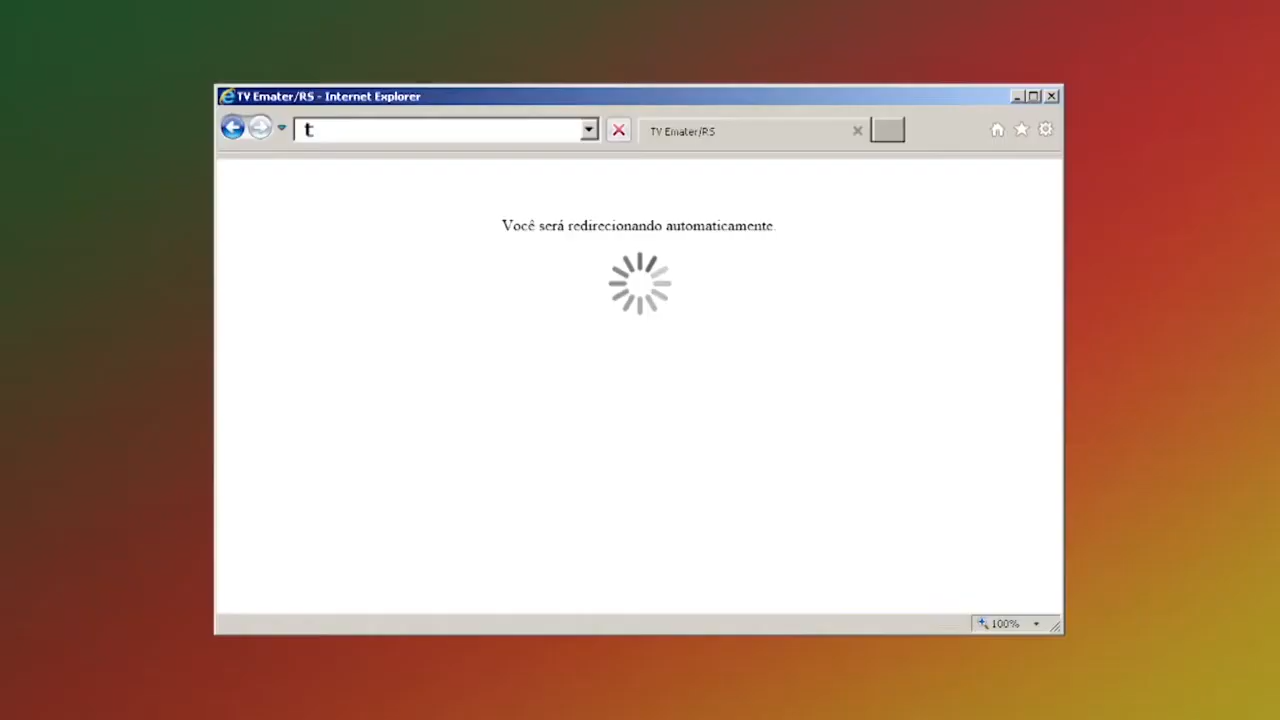 TV Emater/RS - Internet Explorer
t
TV Emater/RS
Você será redirecionando automaticamente.
100%